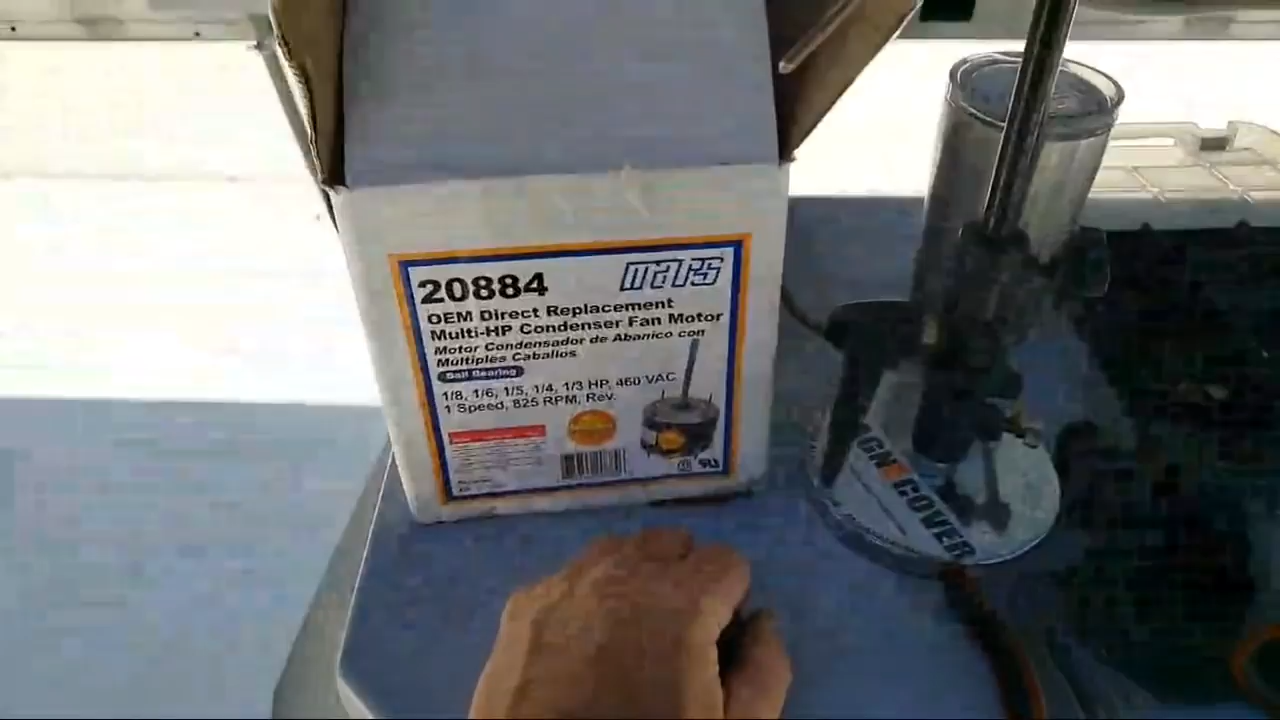 20884
mars
OEM Direct Replacement
Multi-HP Condenser Fan Motor
Motor Condensador de Abanico con
Múltiples Caballos
Ball Bearing
1/8, 1/6, 1/5, 1/4, 1/3 HP, 460 VAC
1 Speed, 825 RPM, Rev.
COVER